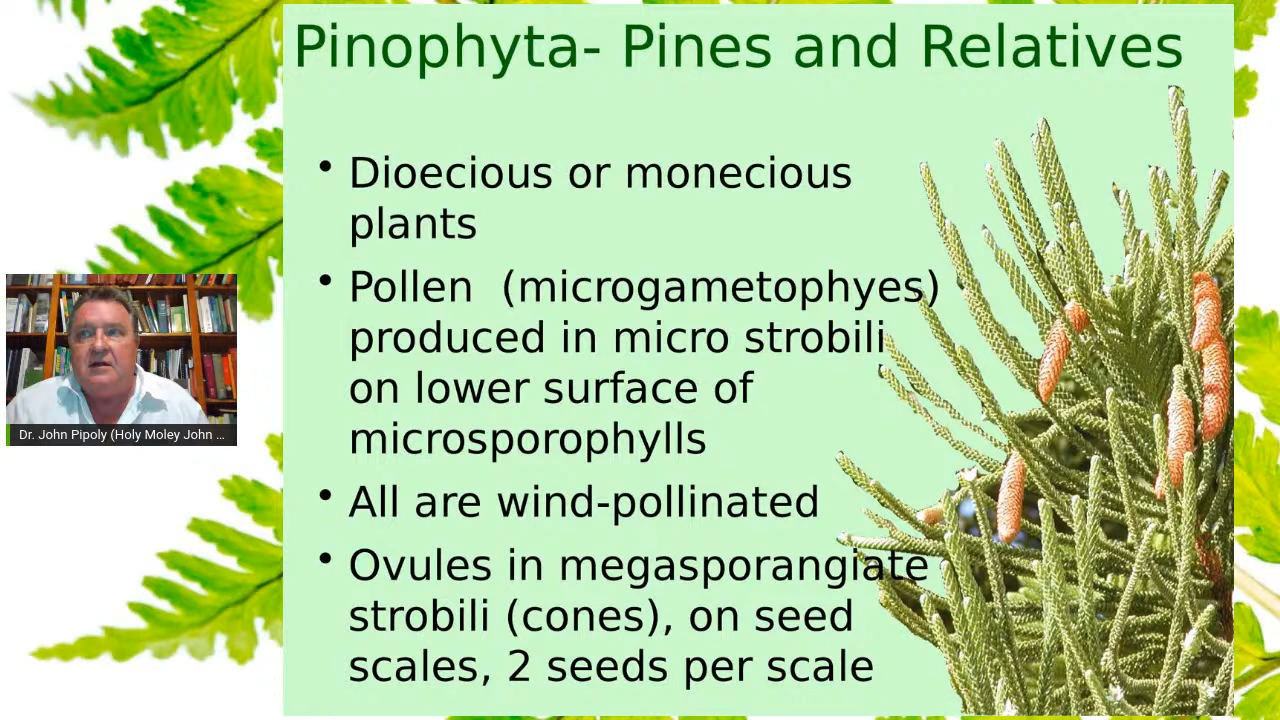 Pinophyta- Pines and Relatives
• Dioecious or monecious
plants
• Pollen  (microgametophyes)
produced in micro strobili
on lower surface of
microsporophylls
• All are wind-pollinated
• Ovules in megasporangiate
strobili (cones), on seed
scales, 2 seeds per scale
Dr. John Pipoly (Holy Moley John ...